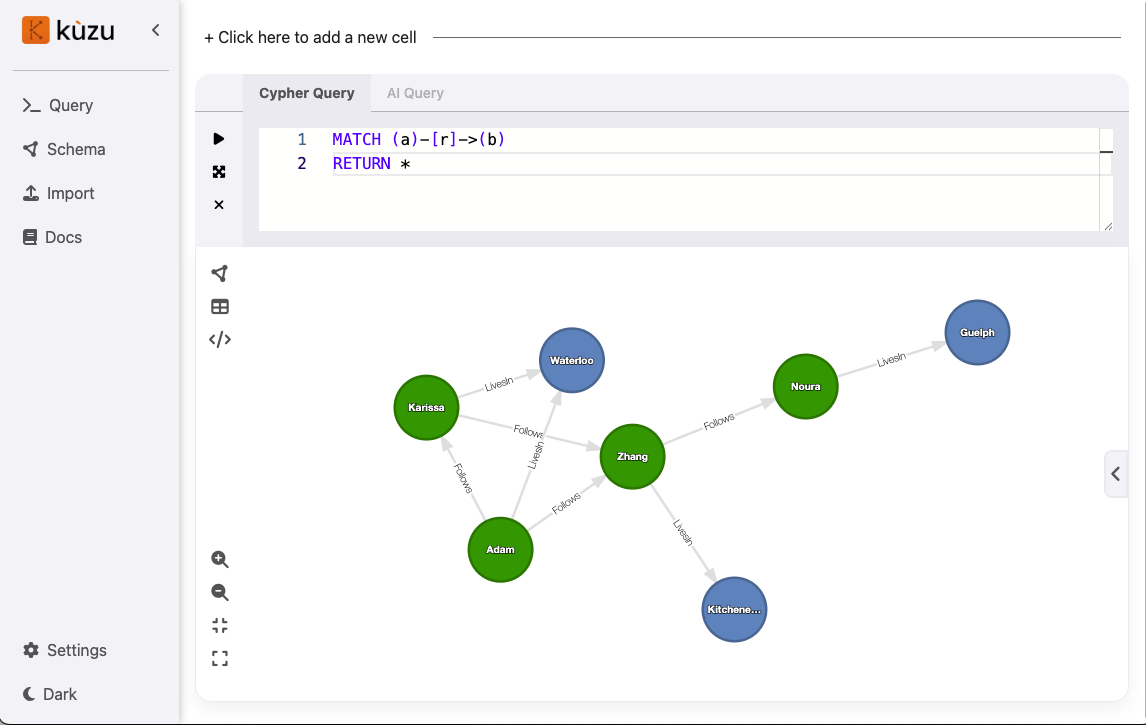 kùzu
Query
Schema
Import
Docs
Settings
Dark
+ Click here to add a new cell
Cypher Query
AI Query
1 MATCH (a)-[r]->(b)
2 RETURN *
Guelph
Waterloo
LivesIn
Noura
LivesIn
Karissa
Follows
Follows
LivesIn
Zhang
Follows
Follows
LivesIn
Adam
Kitchene...